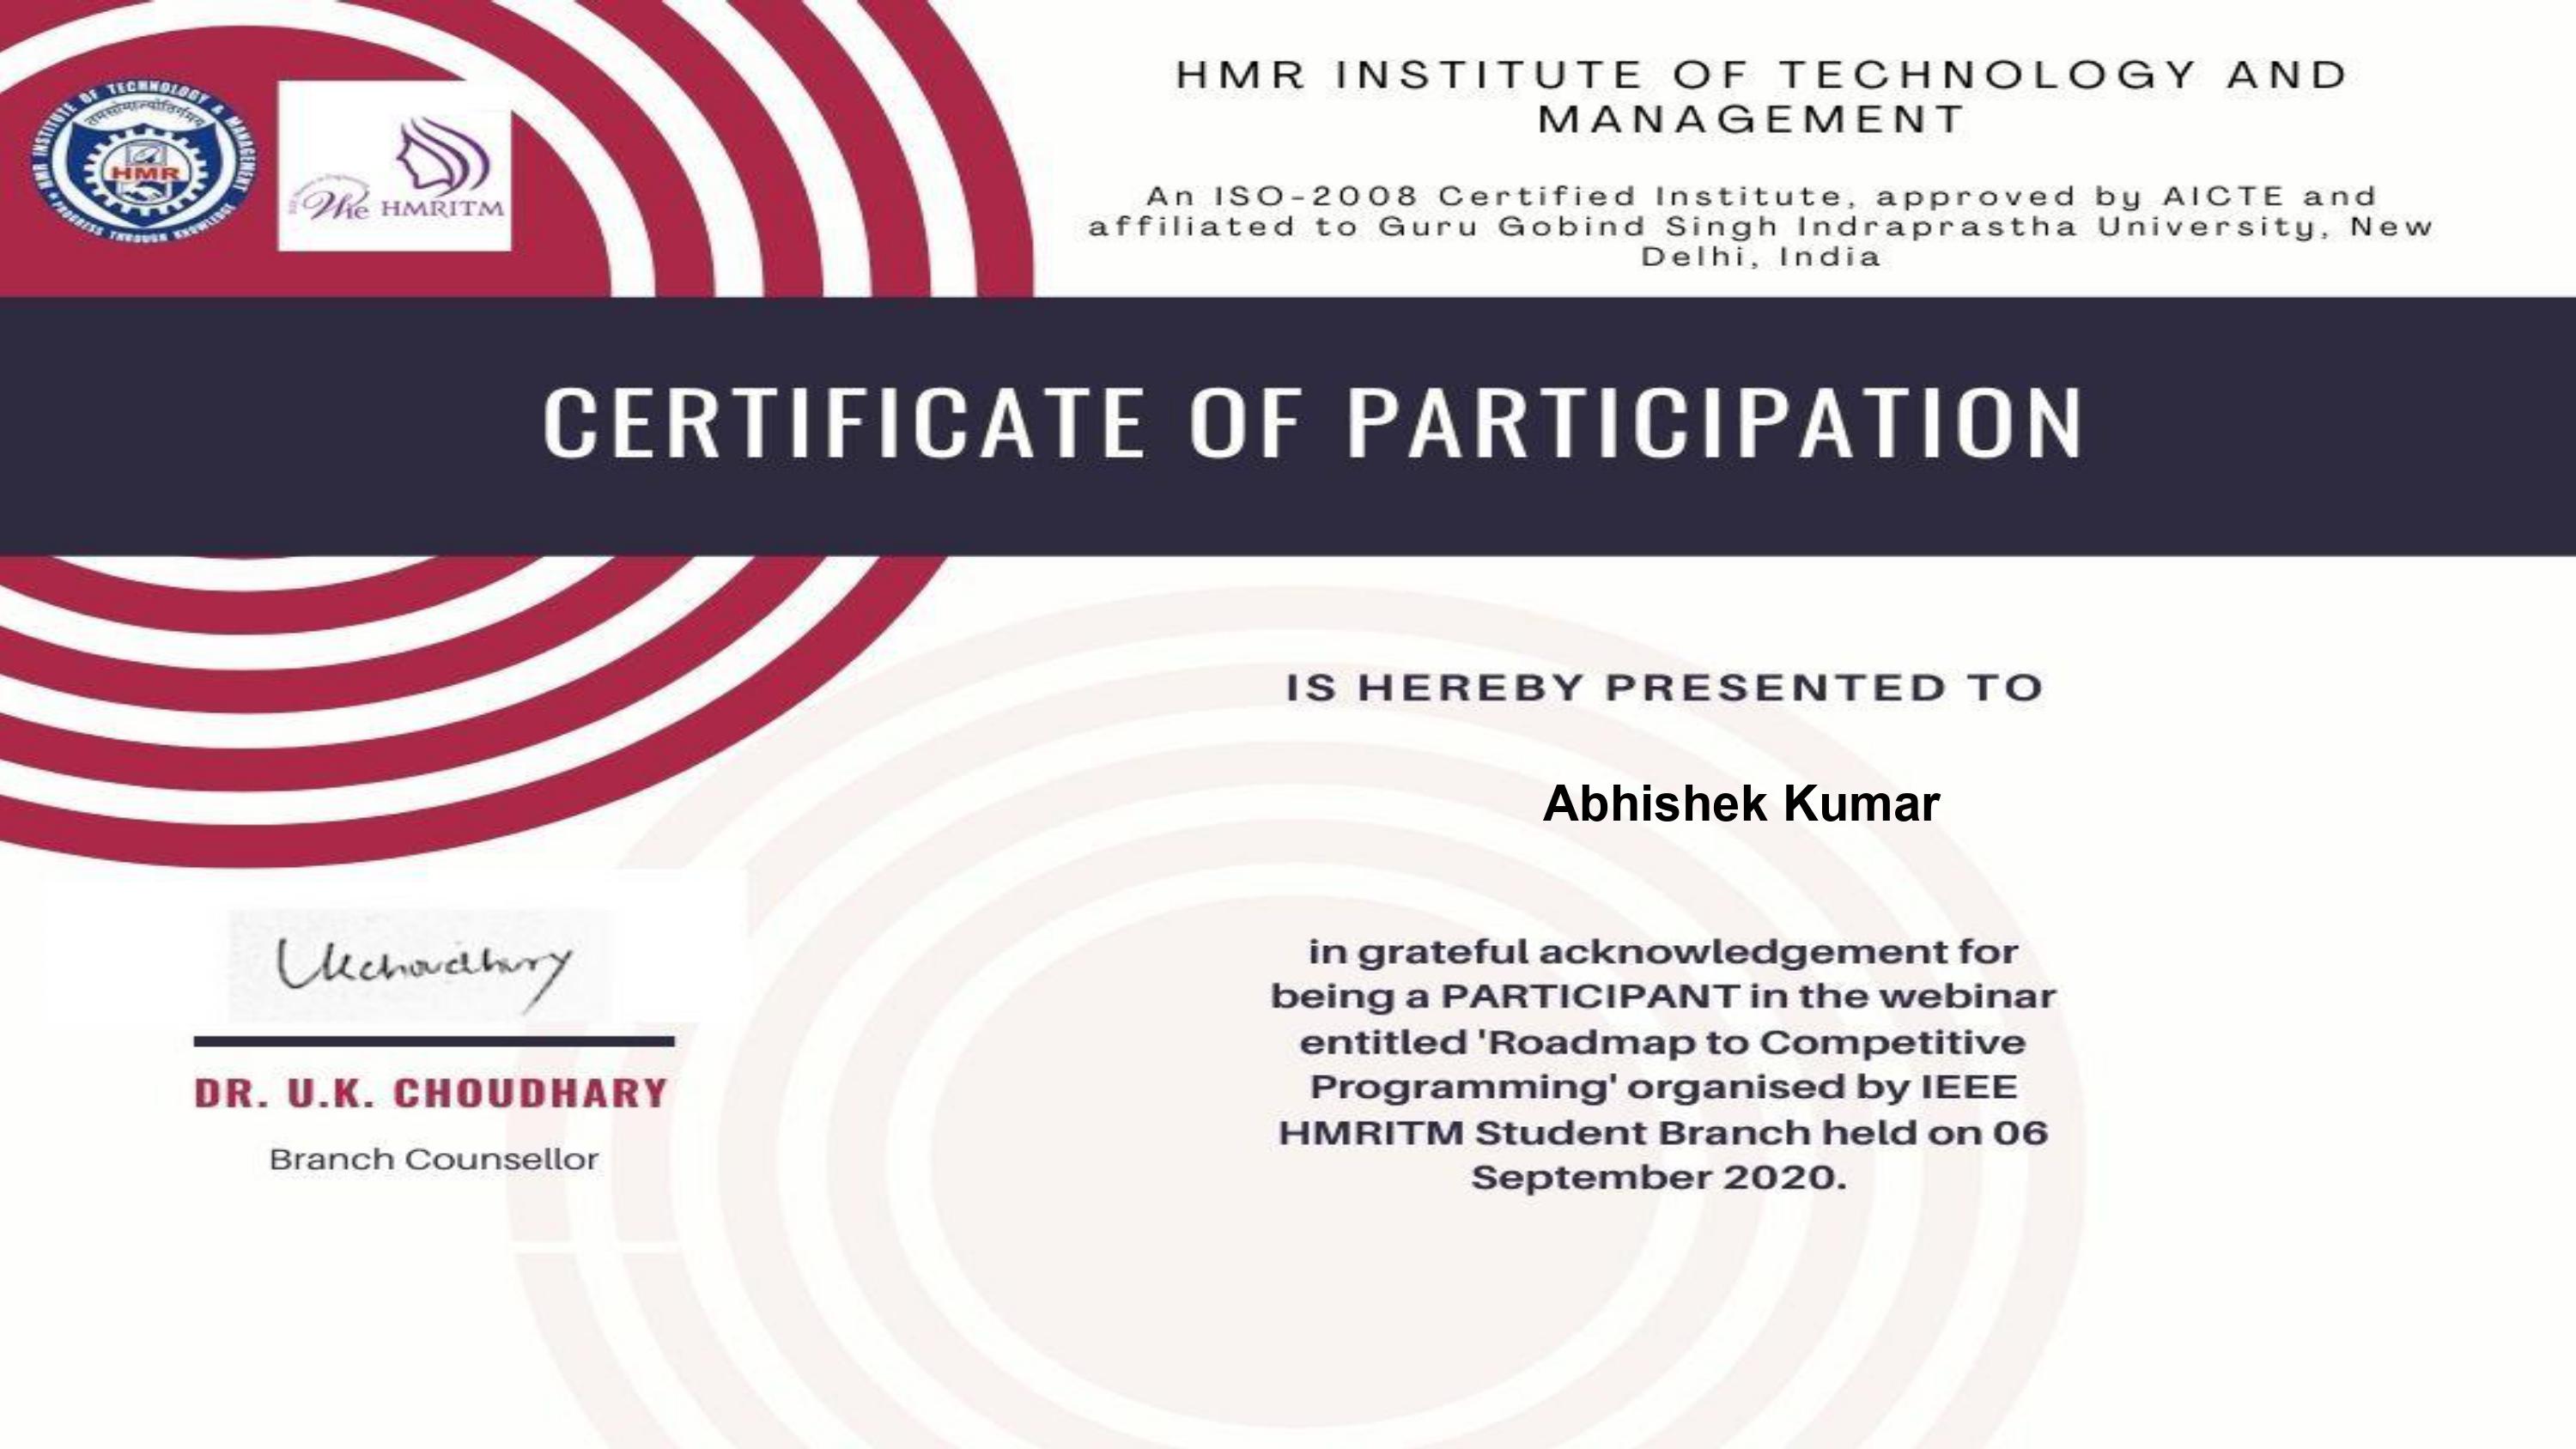 HMR INSTITUTE OF TECHNOLOGY & MANAGEMENT
तमसोमाज्योतिर्गमय
HMR
PROGRESS THROUGH KNOWLEDGE
Wie HMRITM
HMR INSTITUTE OF TECHNOLOGY AND
MANAGEMENT
An ISO-2008 Certified Institute, approved by AICTE and
affiliated to Guru Gobind Singh Indraprastha University, New
Delhi, India
CERTIFICATE OF PARTICIPATION
IS HEREBY PRESENTED TO
Abhishek Kumar
in grateful acknowledgement for
being a PARTICIPANT in the webinar
entitled 'Roadmap to Competitive
Programming' organised by IEEE
HMRITM Student Branch held on 06
September 2020.
Ukchoudhary
DR. U.K. CHOUDHARY
Branch Counsellor